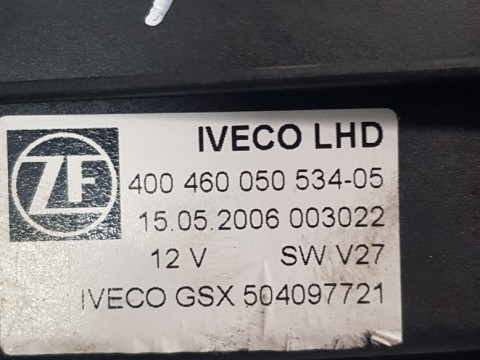 IVECO LHD
ZF
400 460 050 534-05
15.05.2006 003022
12 V SW V27
IVECO GSX 504097721